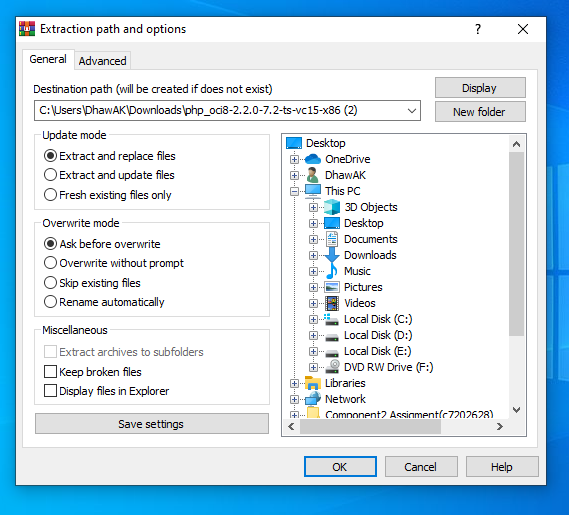 Extraction path and options
General
Advanced
Destination path (will be created if does not exist)
Display
C:\Users\DhawAK\Downloads\php_oci8-2.2.0-7.2-ts-vc15-x86 (2)
New folder
Update mode
Extract and replace files
Extract and update files
Fresh existing files only
Overwrite mode
Ask before overwrite
Overwrite without prompt
Skip existing files
Rename automatically
Miscellaneous
Extract archives to subfolders
Keep broken files
Display files in Explorer
Save settings
Desktop
OneDrive
DhawAK
This PC
3D Objects
Desktop
Documents
Downloads
Music
Pictures
Videos
Local Disk (C:)
Local Disk (D:)
Local Disk (E:)
DVD RW Drive (F:)
Libraries
Network
Component2 Assigment(c7202628)
OK
Cancel
Help